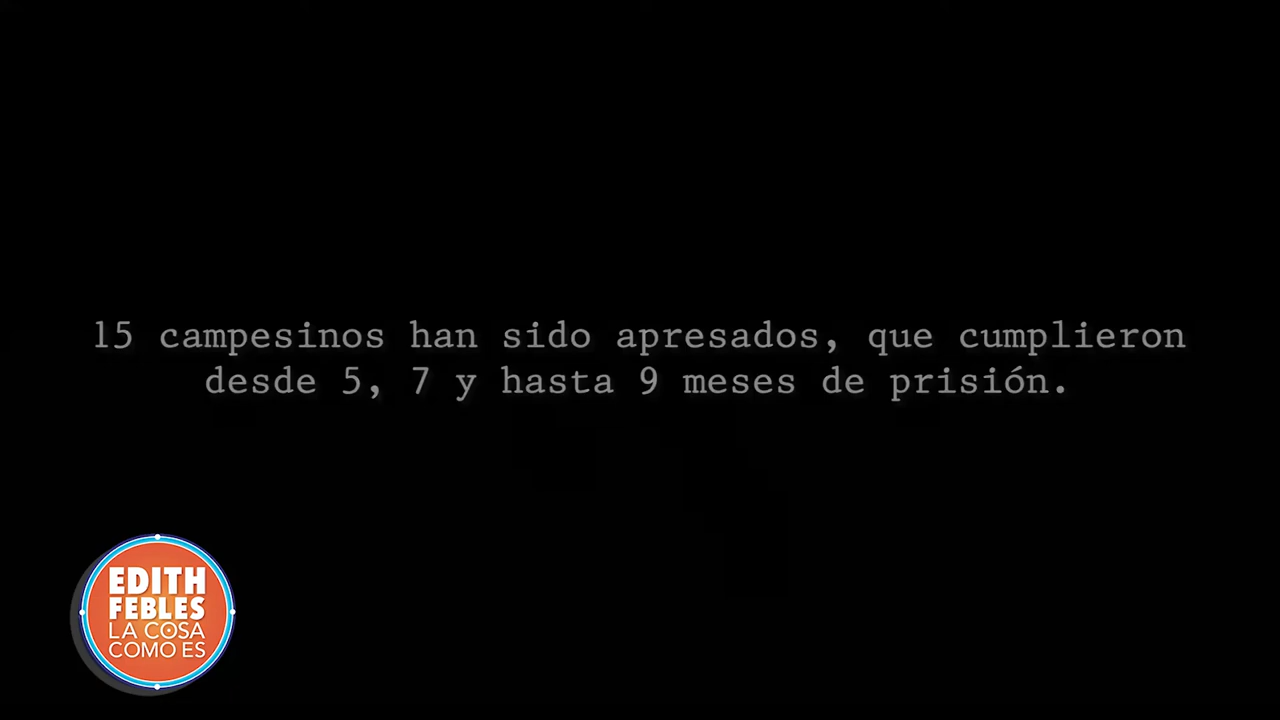 15 campesinos han sido apresados, que cumplieron
desde 5, 7 y hasta 9 meses de prisión.
EDITH
FEBLES
LA COSA
COMO ES